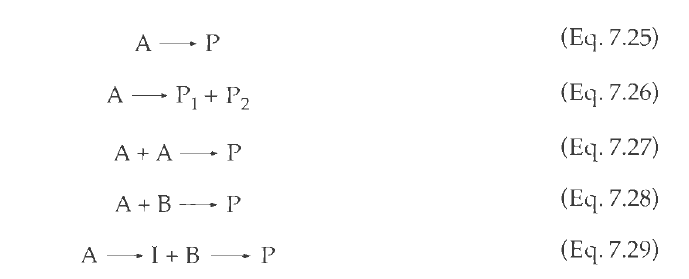 A ⟶ P (Eq. 7.25)
A ⟶ P₁ + P₂ (Eq. 7.26)
A + A ⟶ P (Eq. 7.27)
A + B ⟶ P (Eq. 7.28)
A ⟶ I + B ⟶ P (Eq. 7.29)